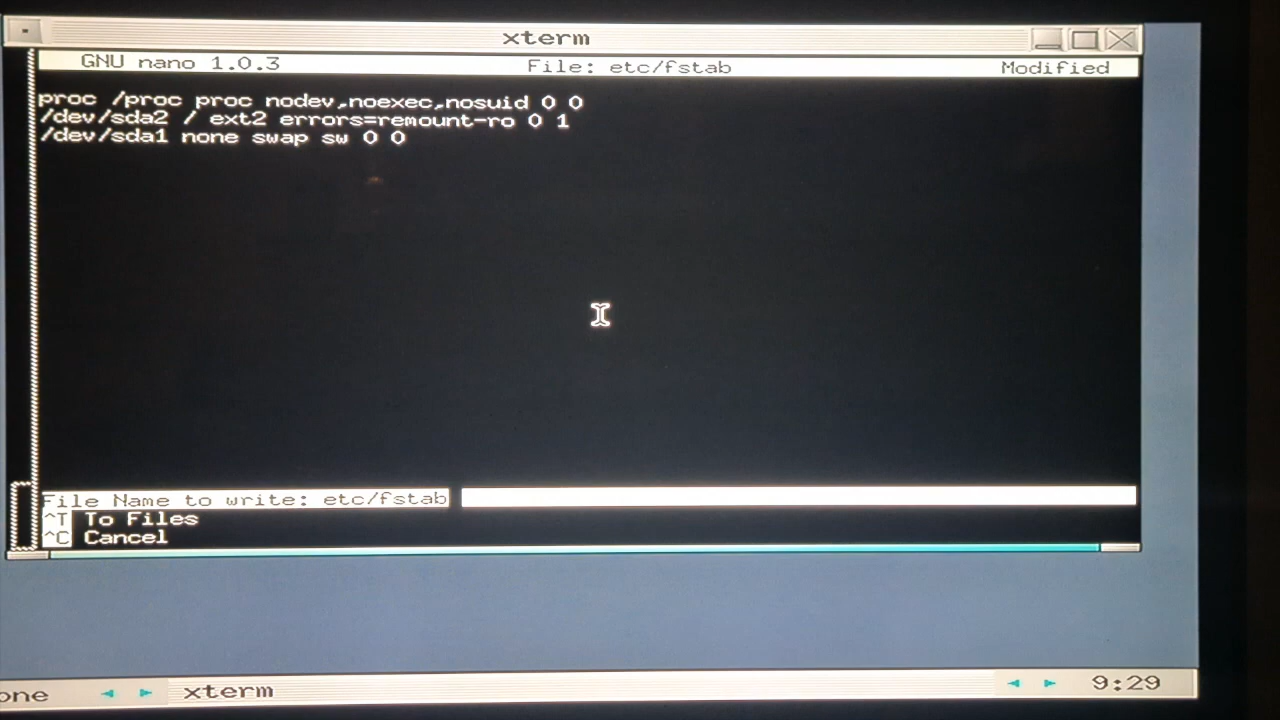 xterm
GNU nano 1.0.3 File: etc/fstab Modified
proc /proc proc nodev,noexec,nosuid 0 0
/dev/sda2 / ext2 errors=remount-ro 0 1
/dev/sda1 none swap sw 0 0
File Name to write: etc/fstab
^T To Files
^C Cancel
one xterm 9:29